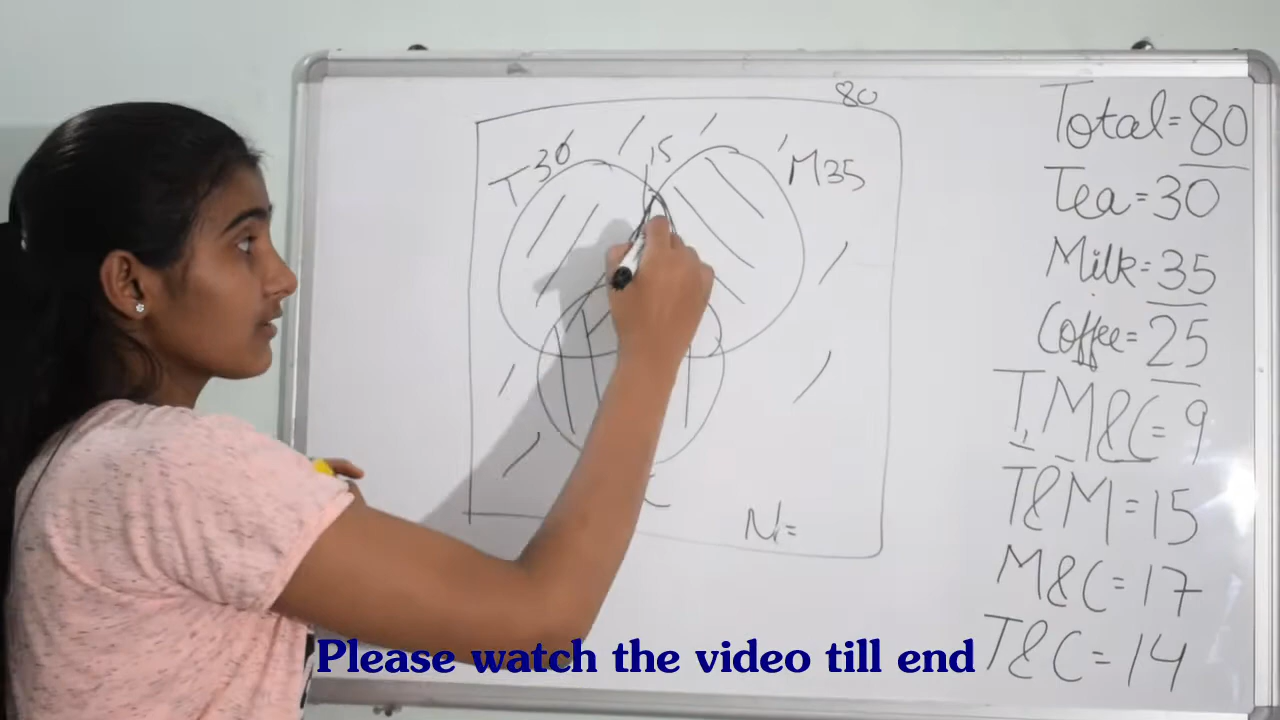 80
T 30
15
M35
C
N=
Total=80
Tea=30
Milk=35
Coffee=25
T,M&C=9
T&M=15
M&C=17
T&C=14
Please watch the video till end